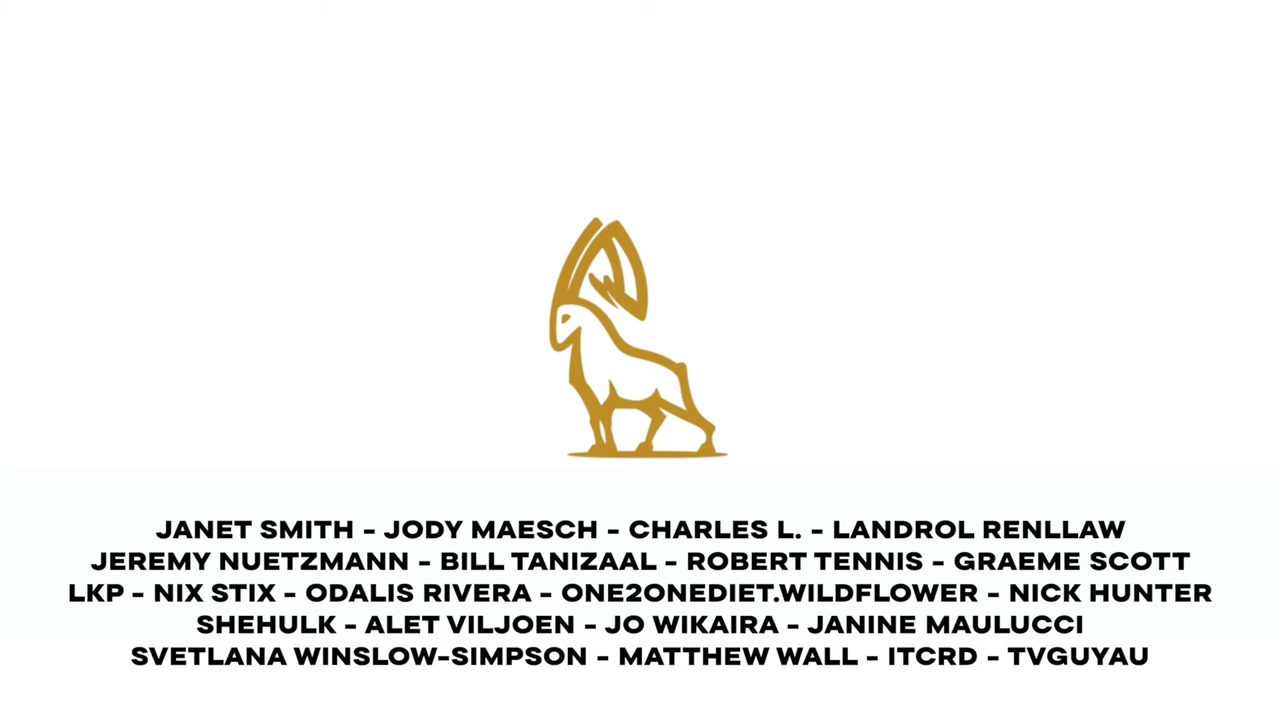 JANET SMITH - JODY MAESCH - CHARLES L. - LANDROL RENLLAW
JEREMY NUETZMANN - BILL TANIZAAL - ROBERT TENNIS - GRAEME SCOTT
LKP - NIX STIX - ODALIS RIVERA - ONE2ONEDIET.WILDFLOWER - NICK HUNTER
SHEHULK - ALET VILJOEN - JO WIKAIRA - JANINE MAULUCCI
SVETLANA WINSLOW-SIMPSON - MATTHEW WALL - ITCRD - TVGUYAU